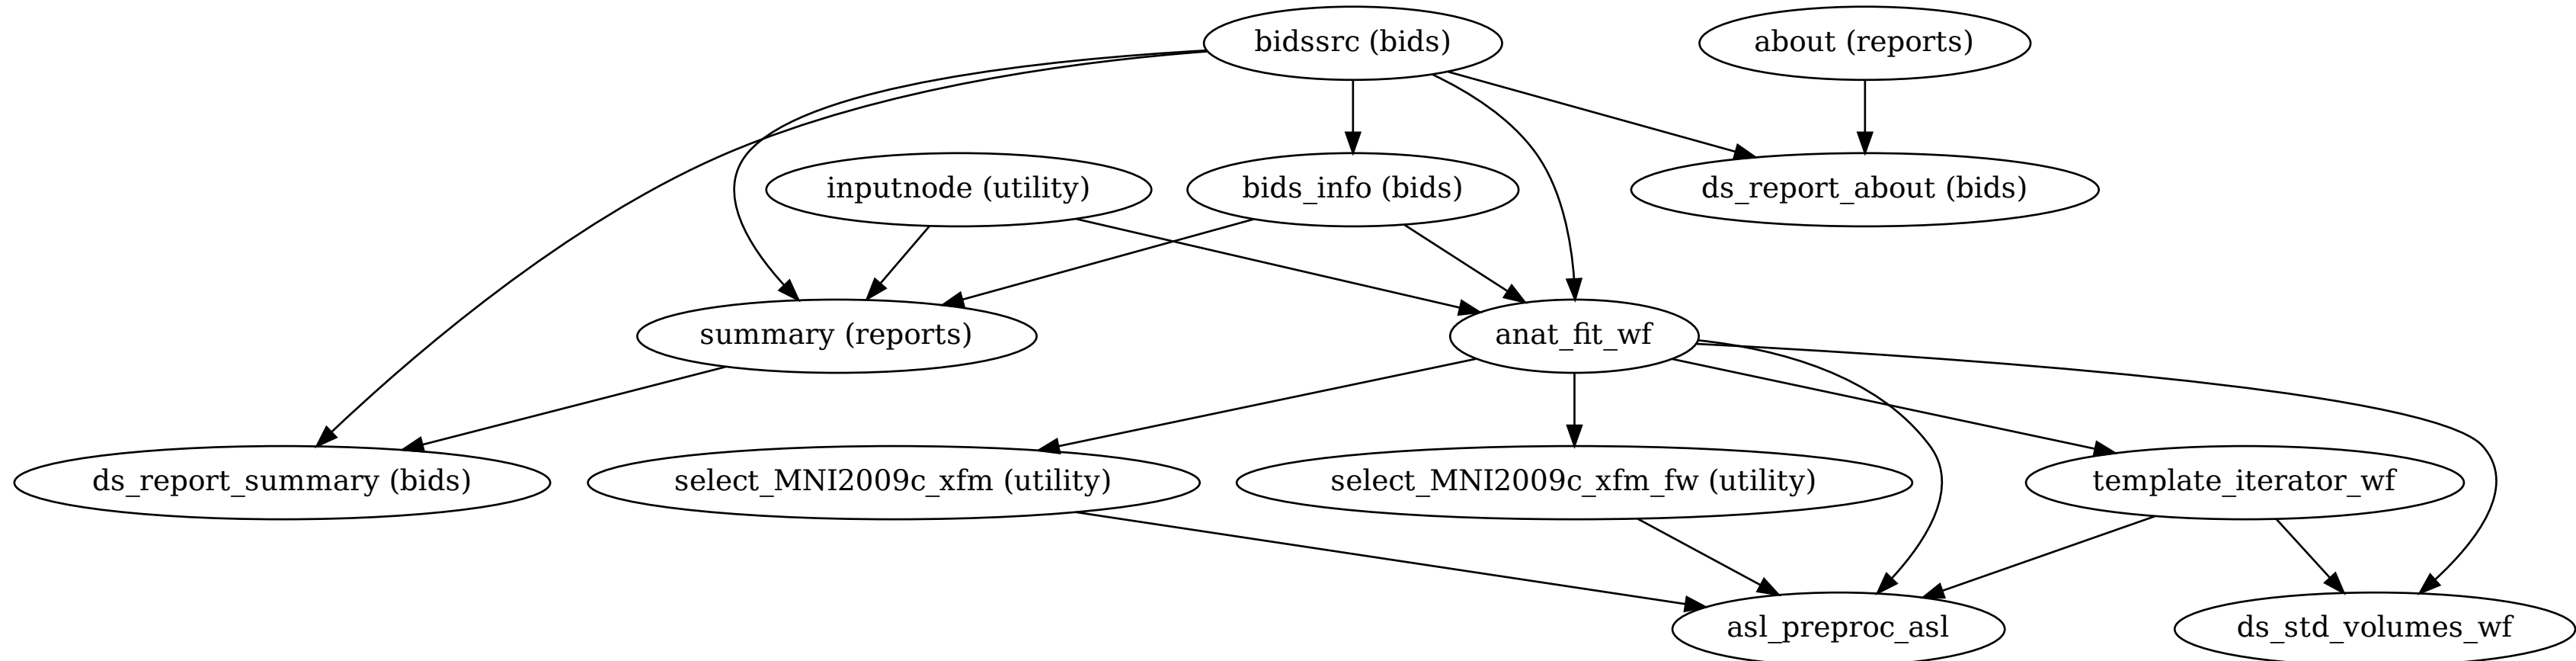 bidssrc (bids)
about (reports)
inputnode (utility)
bids_info (bids)
ds_report_about (bids)
summary (reports)
anat_fit_wf
ds_report_summary (bids)
select_MNI2009c_xfm (utility)
select_MNI2009c_xfm_fw (utility)
template_iterator_wf
asl_preproc_asl
ds_std_volumes_wf